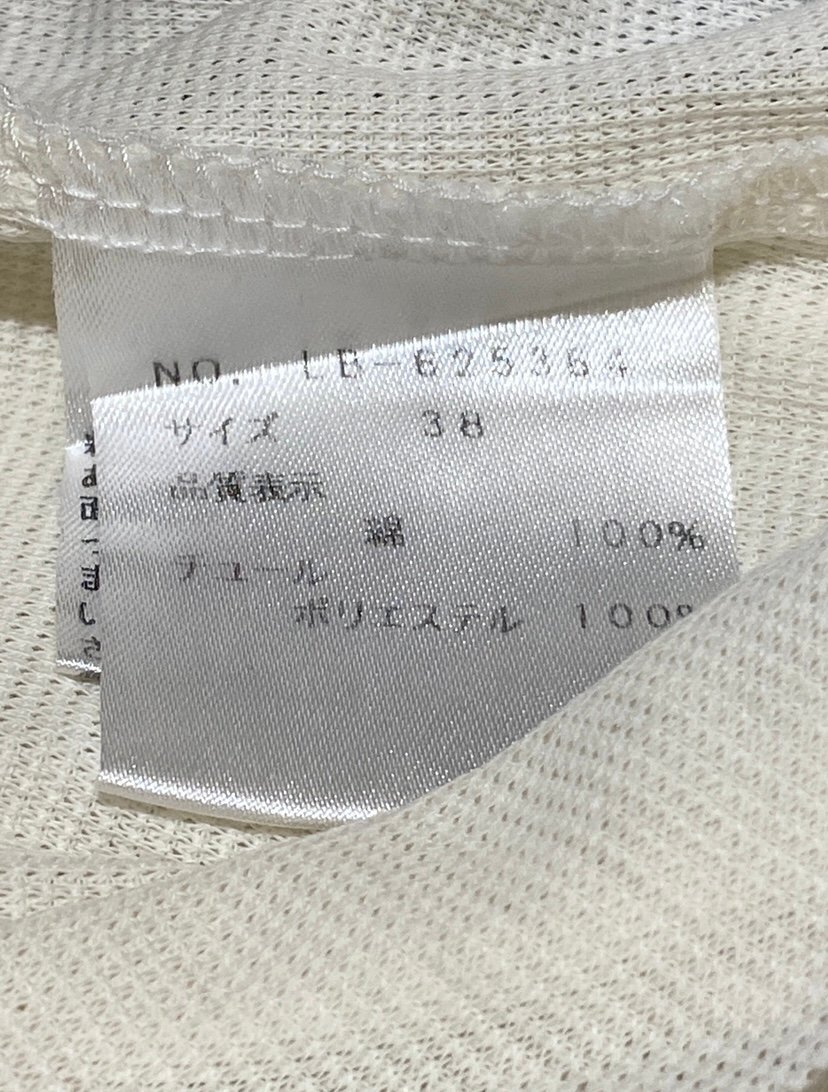 NO. LB-625364
サイズ 38
品質表示
綿 100%
チュール
ポリエステル 100%